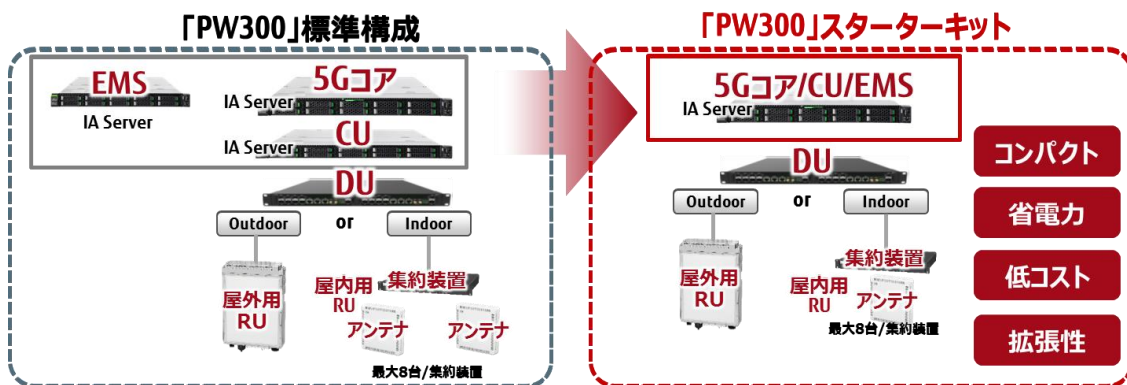 「PW300」標準構成
EMS
IA Server
5Gコア
IA Server
CU
IA Server
DU
Outdoor
or
Indoor
屋外用
RU
屋内用
RU
集約装置
アンテナ
アンテナ
最大8台/集約装置
「PW300」スターターキット
5Gコア/CU/EMS
IA Server
DU
Outdoor
or
Indoor
屋外用
RU
屋内用
RU
集約装置
アンテナ
最大8台/集約装置
コンパクト
省電力
低コスト
拡張性